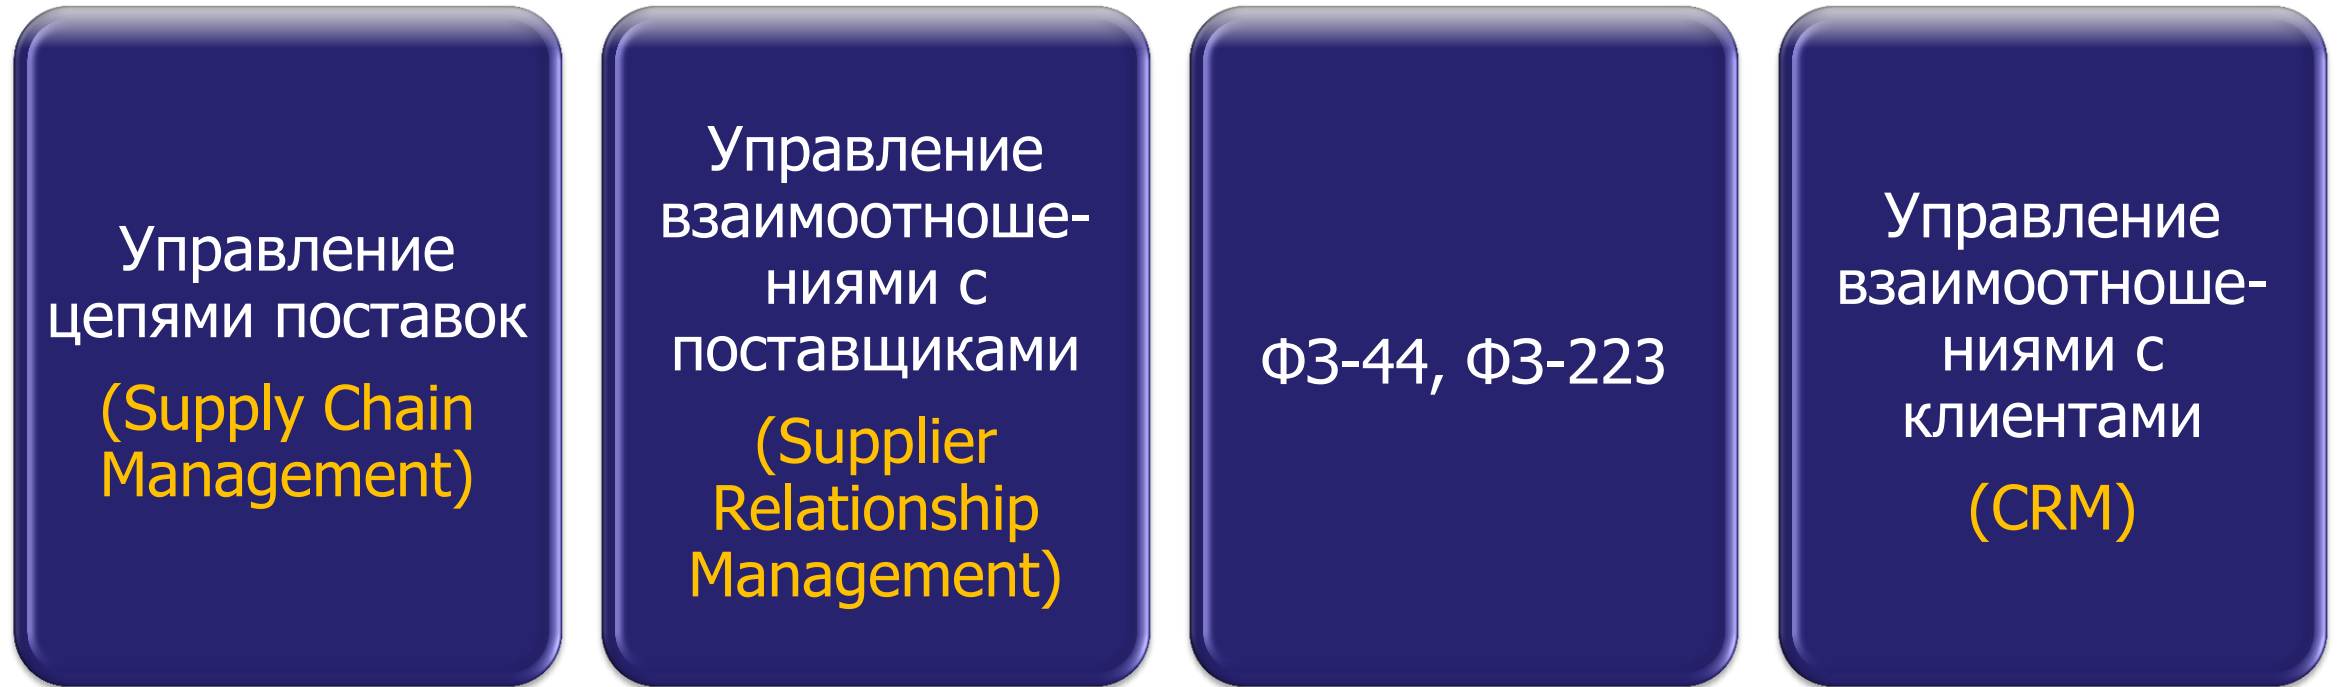 Управление
цепями поставок
(Supply Chain
Management)
Управление
взаимоотноше-
ниями с
поставщиками
(Supplier
Relationship
Management)
ФЗ-44, ФЗ-223
Управление
взаимоотноше-
ниями с
клиентами
(CRM)